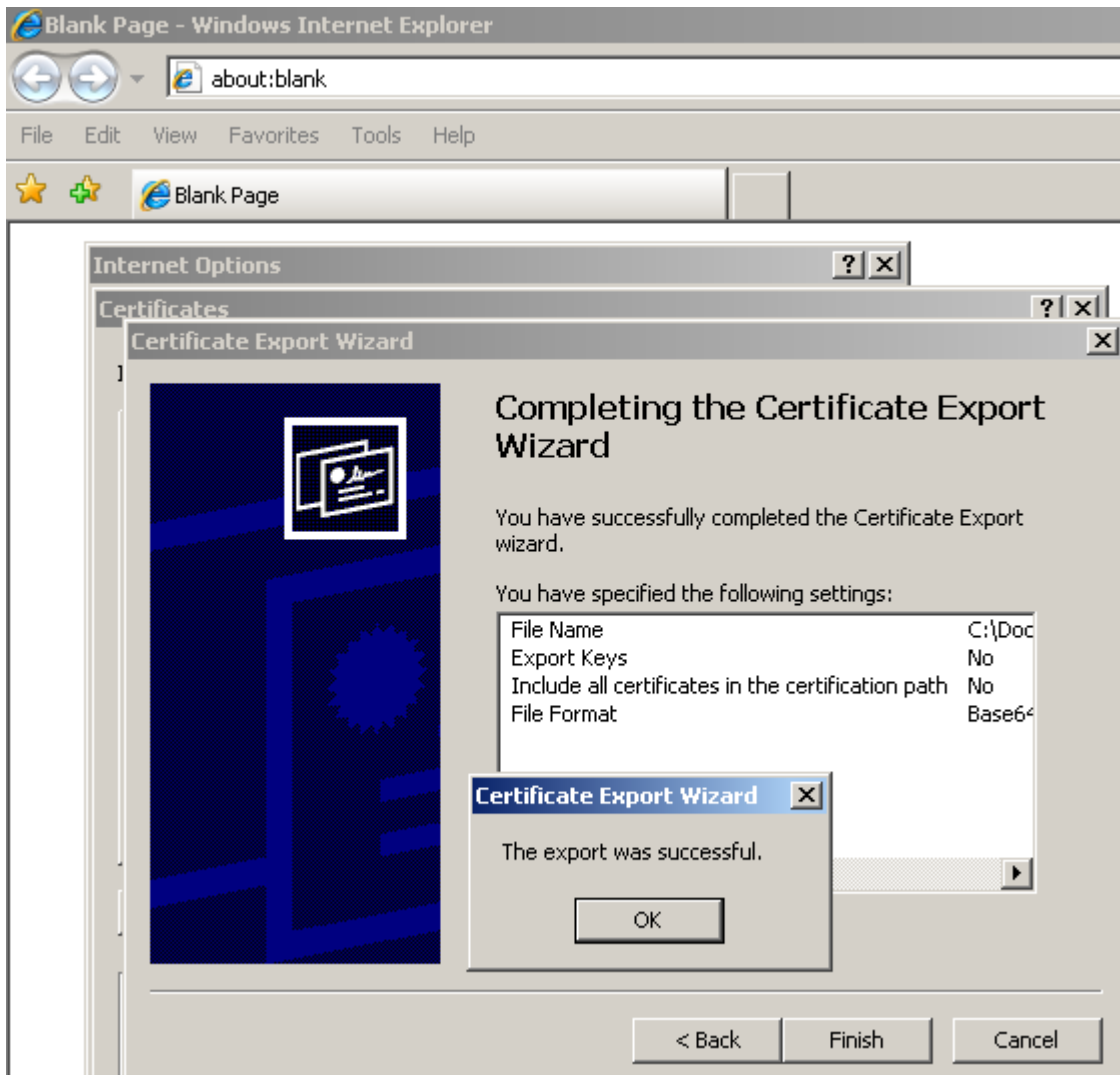 Blank Page - Windows Internet Explorer
about:blank
File Edit View Favorites Tools Help
Blank Page
Internet Options
Certificates
Certificate Export Wizard
Completing the Certificate Export
Wizard
You have successfully completed the Certificate Export
wizard.
You have specified the following settings:
File Name C:\Doc
Export Keys No
Include all certificates in the certification path No
File Format Base64
Certificate Export Wizard
The export was successful.
OK
< Back Finish Cancel